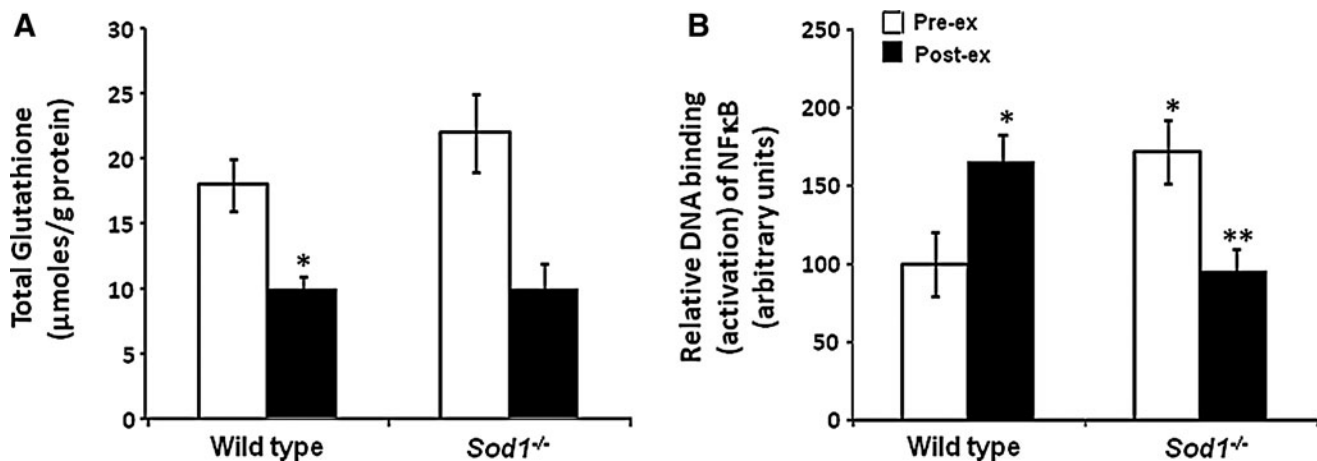 A
Total Glutathione
(µmoles/g protein)
30
25
20
15
10
5
0
*
Wild type
Sod1-/-
B
Pre-ex
Post-ex
Relative DNA binding
(activation) of NFκB
(arbitrary units)
250
200
150
100
50
0
*
*
**
Wild type
Sod1-/-